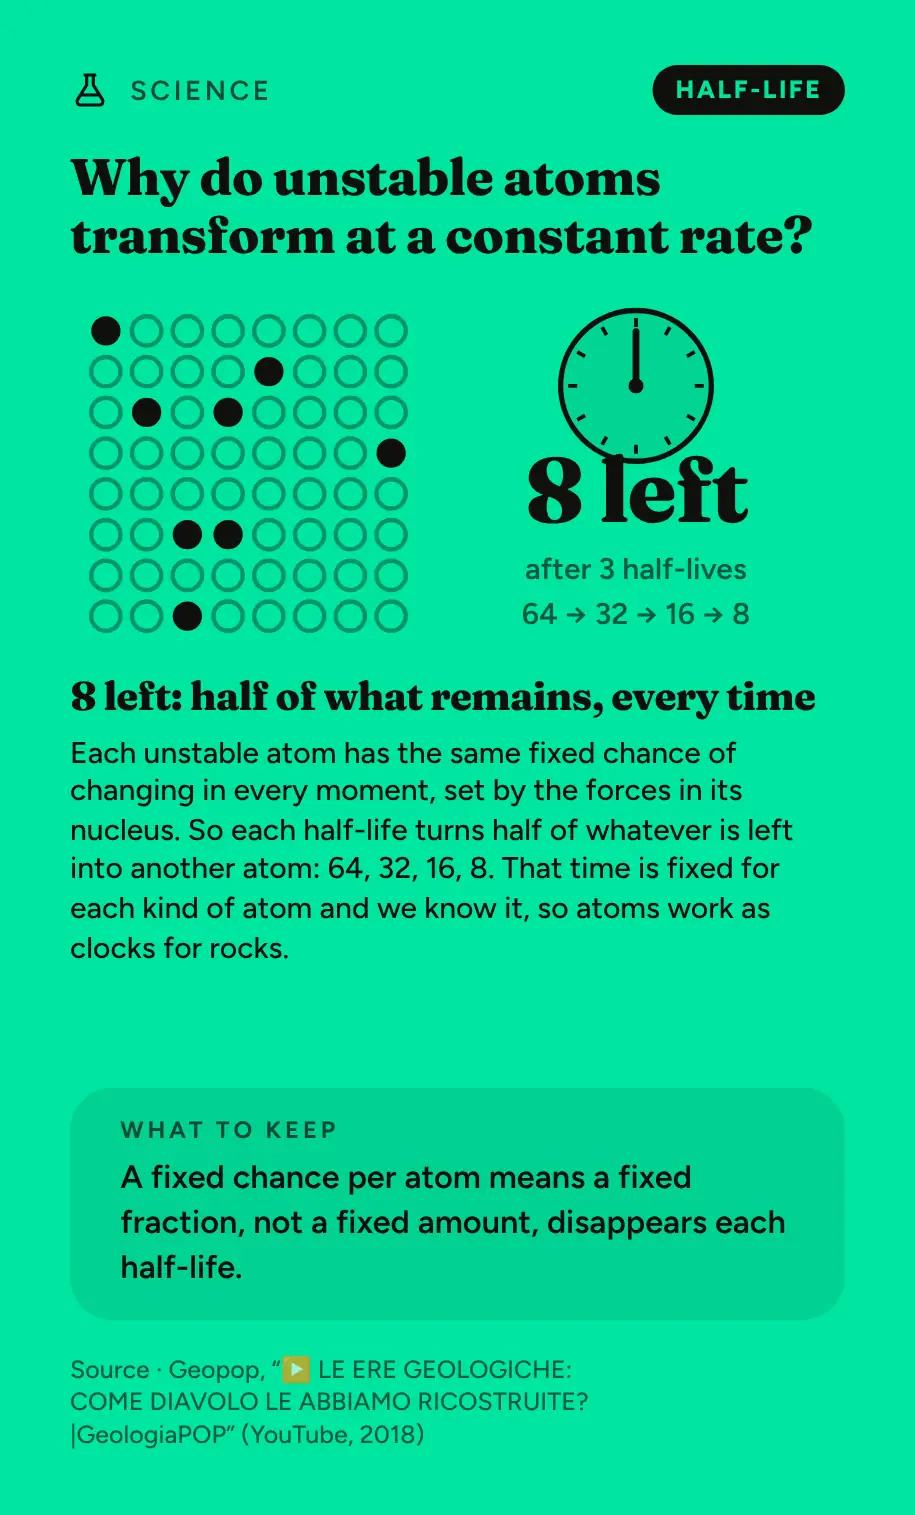 SCIENCE
HALF-LIFE
Why do unstable atoms
transform at a constant rate?
8 left
after 3 half-lives
64 → 32 → 16 → 8
8 left: half of what remains, every time
Each unstable atom has the same fixed chance of
changing in every moment, set by the forces in its
nucleus. So each half-life turns half of whatever is left
into another atom: 64, 32, 16, 8. That time is fixed for
each kind of atom and we know it, so atoms work as
clocks for rocks.
WHAT TO KEEP
A fixed chance per atom means a fixed
fraction, not a fixed amount, disappears each
half-life.
Source · Geopop, “▶️ LE ERE GEOLOGICHE:
COME DIAVOLO LE ABBIAMO RICOSTRUITE?
|GeologiaPOP” (YouTube, 2018)